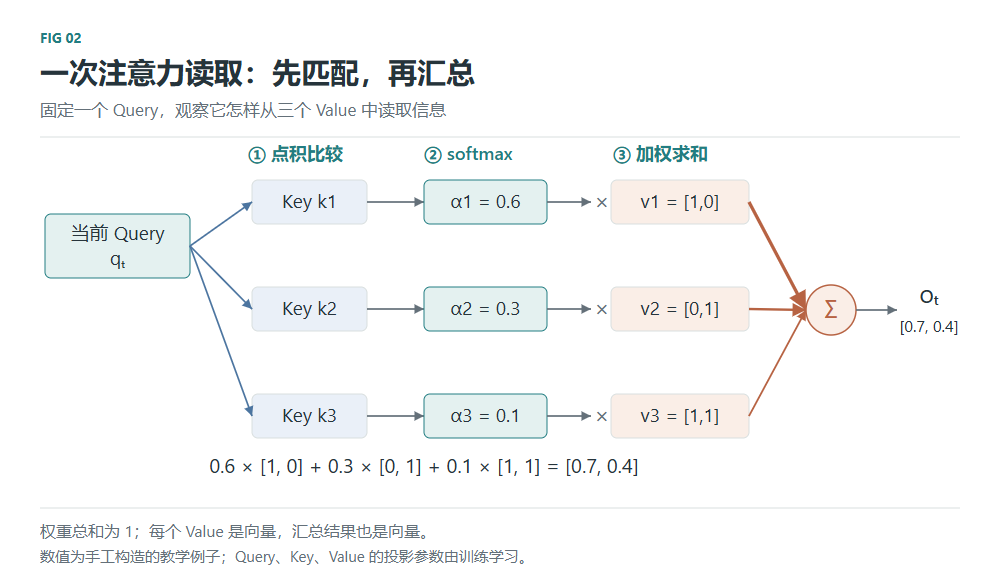 FIG 02
一次注意力读取：先匹配，再汇总
固定一个 Query，观察它怎样从三个 Value 中读取信息
① 点积比较
② softmax
③ 加权求和
当前 Query
qₜ
Key k1
α1 = 0.6
×
v1 = [1,0]
Key k2
α2 = 0.3
×
v2 = [0,1]
Key k3
α3 = 0.1
×
v3 = [1,1]
Σ
Oₜ
[0.7, 0.4]
0.6 × [1, 0] + 0.3 × [0, 1] + 0.1 × [1, 1] = [0.7, 0.4]
权重总和为 1；每个 Value 是向量，汇总结果也是向量。
数值为手工构造的教学例子；Query、Key、Value 的投影参数由训练学习。